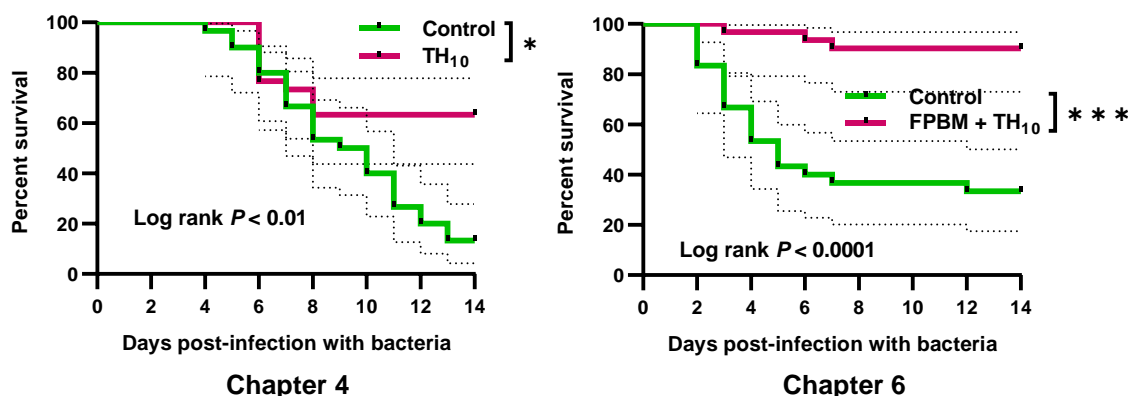 Percent survival
100
80
60
40
20
0
0 2 4 6 8 10 12 14
Control
TH10
*
Log rank P < 0.01
Days post-infection with bacteria
Chapter 4
Percent survival
100
80
60
40
20
0
0 2 4 6 8 10 12 14
Control
FPBM + TH10
***
Log rank P < 0.0001
Days post-infection with bacteria
Chapter 6